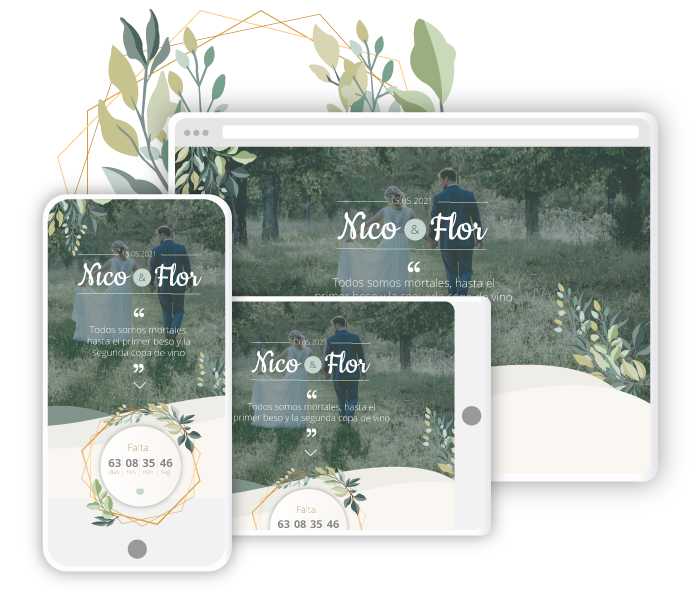 15.05.2021
Nico & Flor
“
Todos somos mortales, hasta el
primer beso y la segunda copa de vino
15.05.2021
Nico & Flor
“
Todos somos mortales,
hasta el primer beso y la
segunda copa de vino
”
Falta
63 08 35 46
días hrs min seg
15.05.2021
Nico & Flor
“
Todos somos mortales, hasta el
primer beso y la segunda copa de vino
”
Falta
63 08 35 46